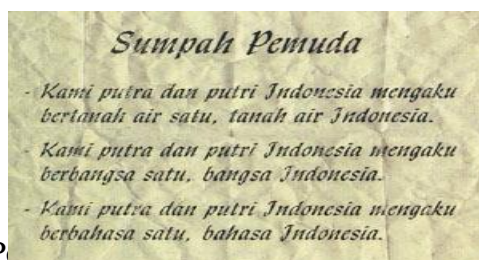 Sumpah Pemuda
- Kami putra dan putri Indonesia mengaku
bertanah air satu, tanah air Indonesia.
- Kami putra dan putri Indonesia mengaku
berbangsa satu, bangsa Indonesia.
- Kami putra dan putri Indonesia mengaku
berbahasa satu, bahasa Indonesia.